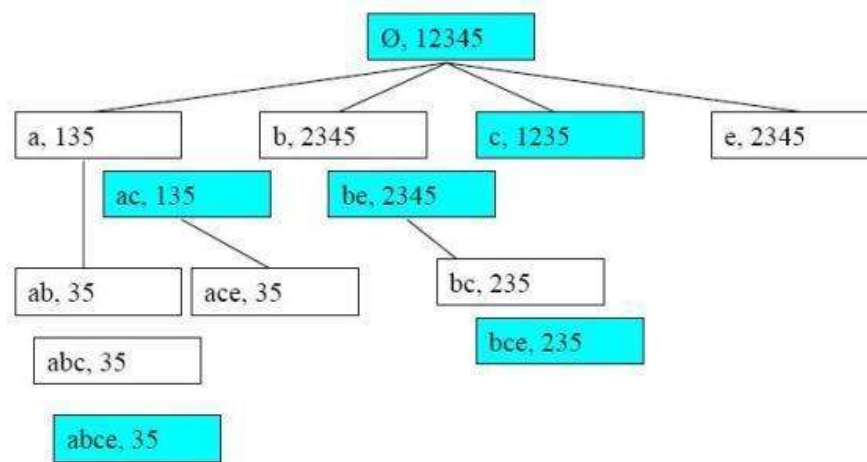 Ø, 12345
a, 135
b, 2345
c, 1235
e, 2345
ac, 135
be, 2345
ab, 35
ace, 35
bc, 235
abc, 35
bce, 235
abce, 35